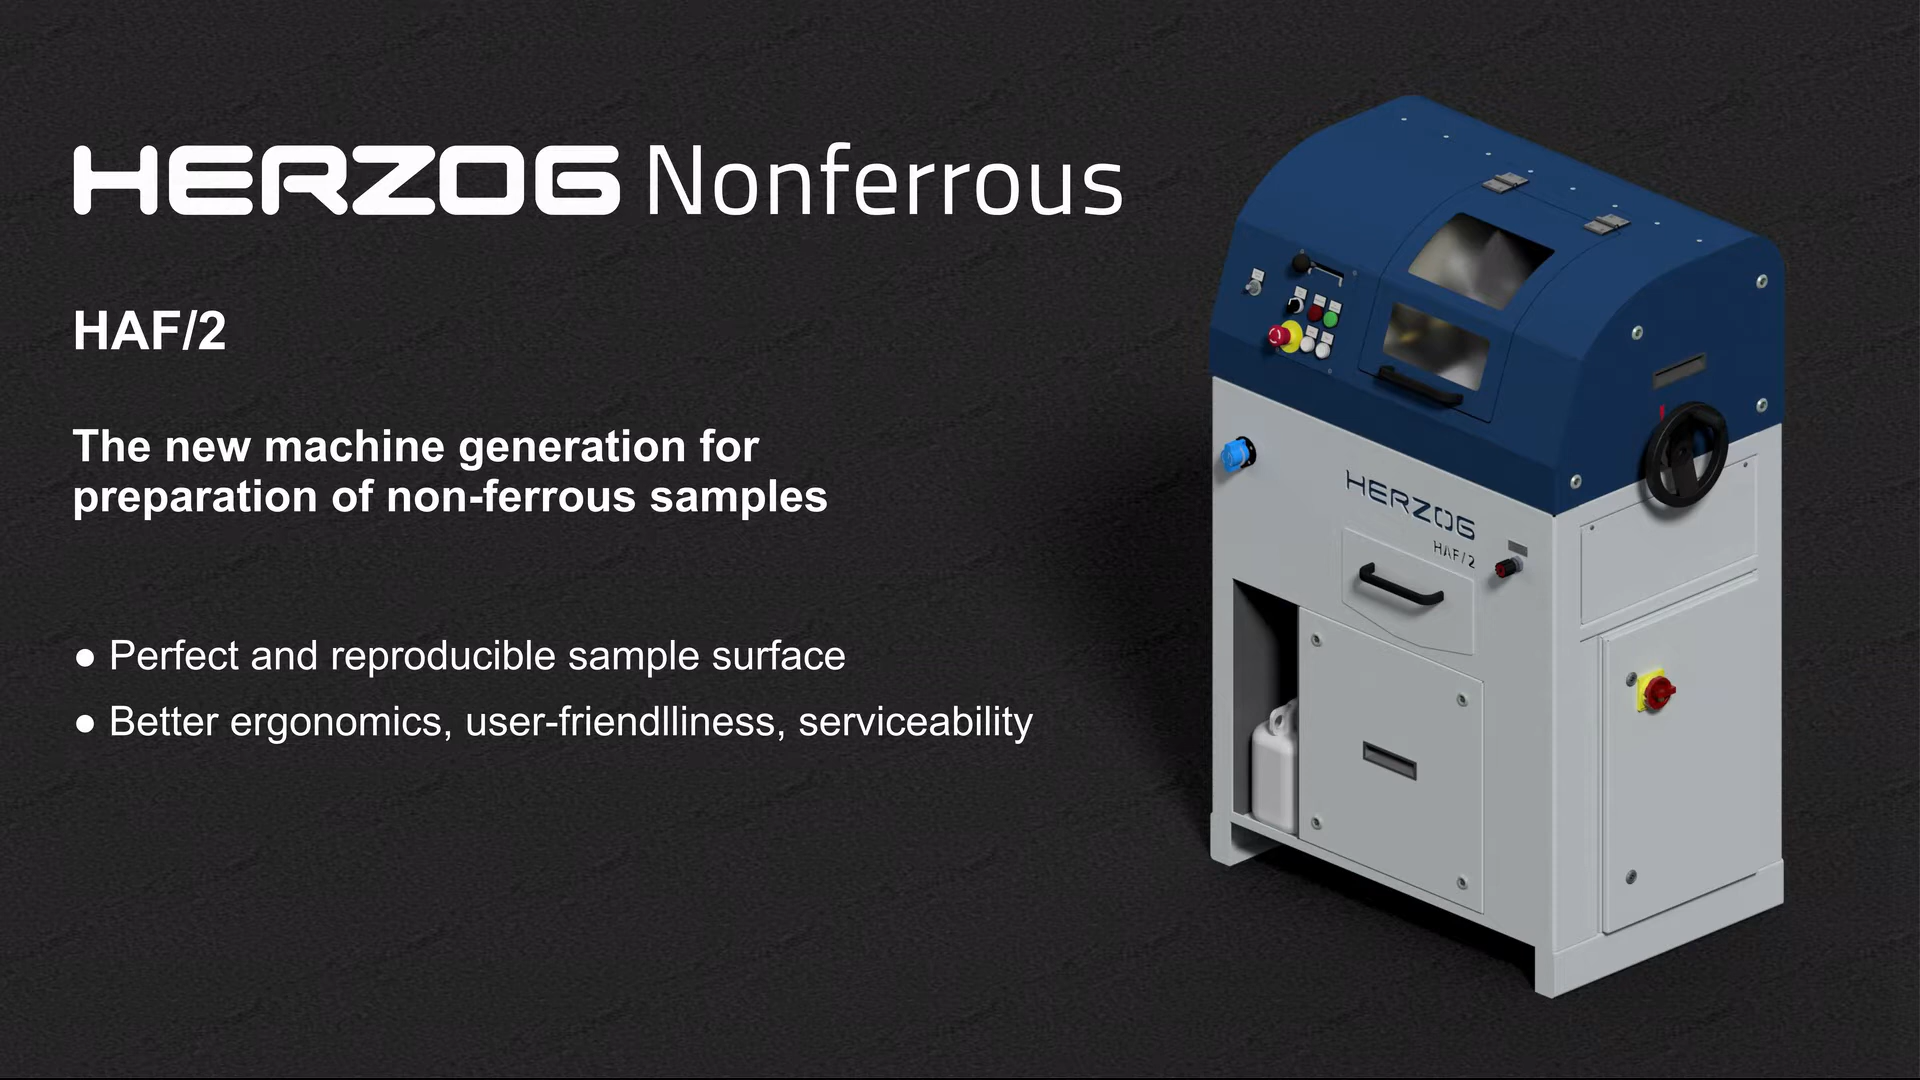 HERZOG Nonferrous
HAF/2
The new machine generation for
preparation of non-ferrous samples
● Perfect and reproducible sample surface
● Better ergonomics, user-friendlliness, serviceability
HERZOG
HAF/2